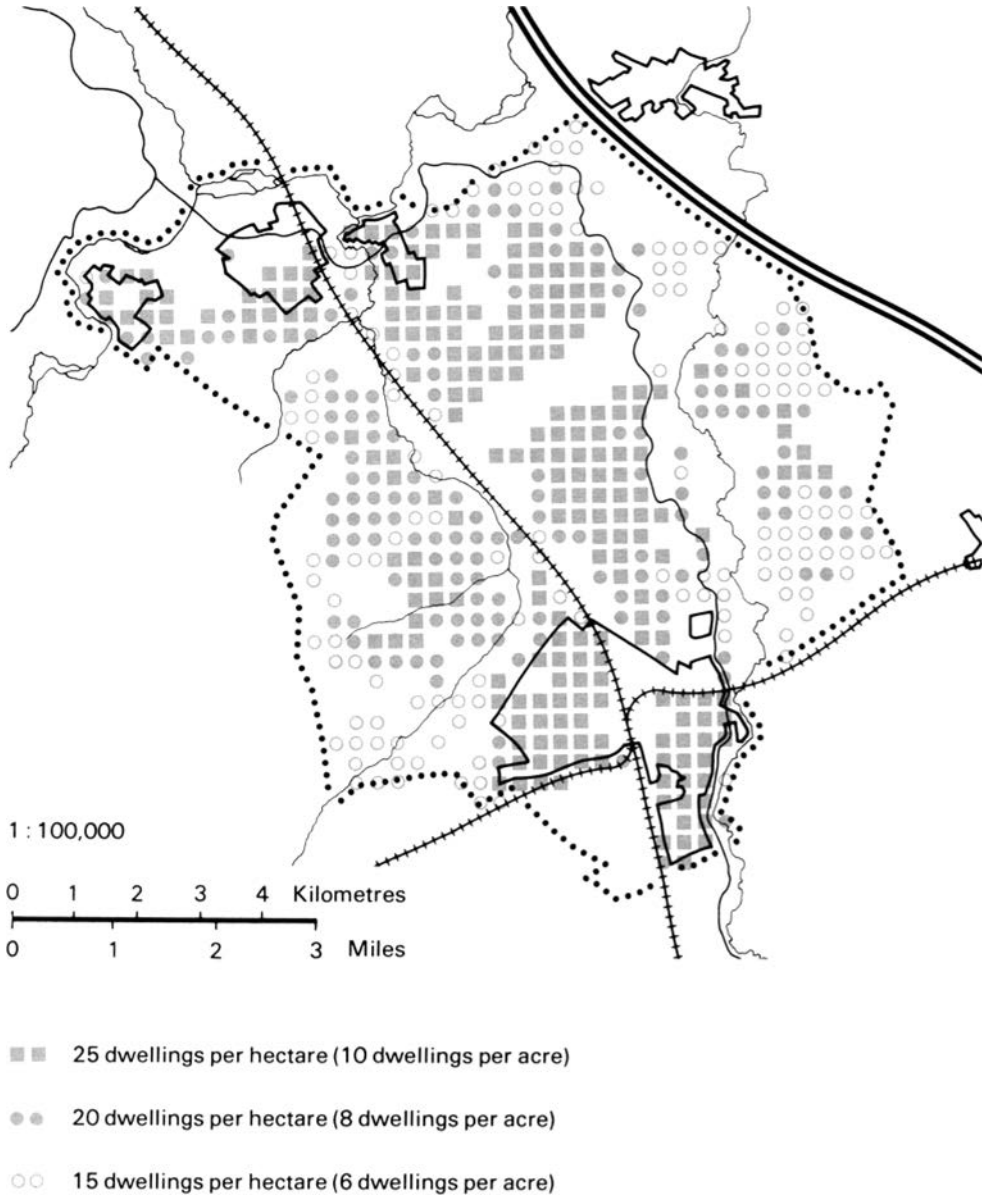 1 : 100,000
0 1 2 3 4 Kilometres
0 1 2 3 Miles
25 dwellings per hectare (10 dwellings per acre)
20 dwellings per hectare (8 dwellings per acre)
15 dwellings per hectare (6 dwellings per acre)